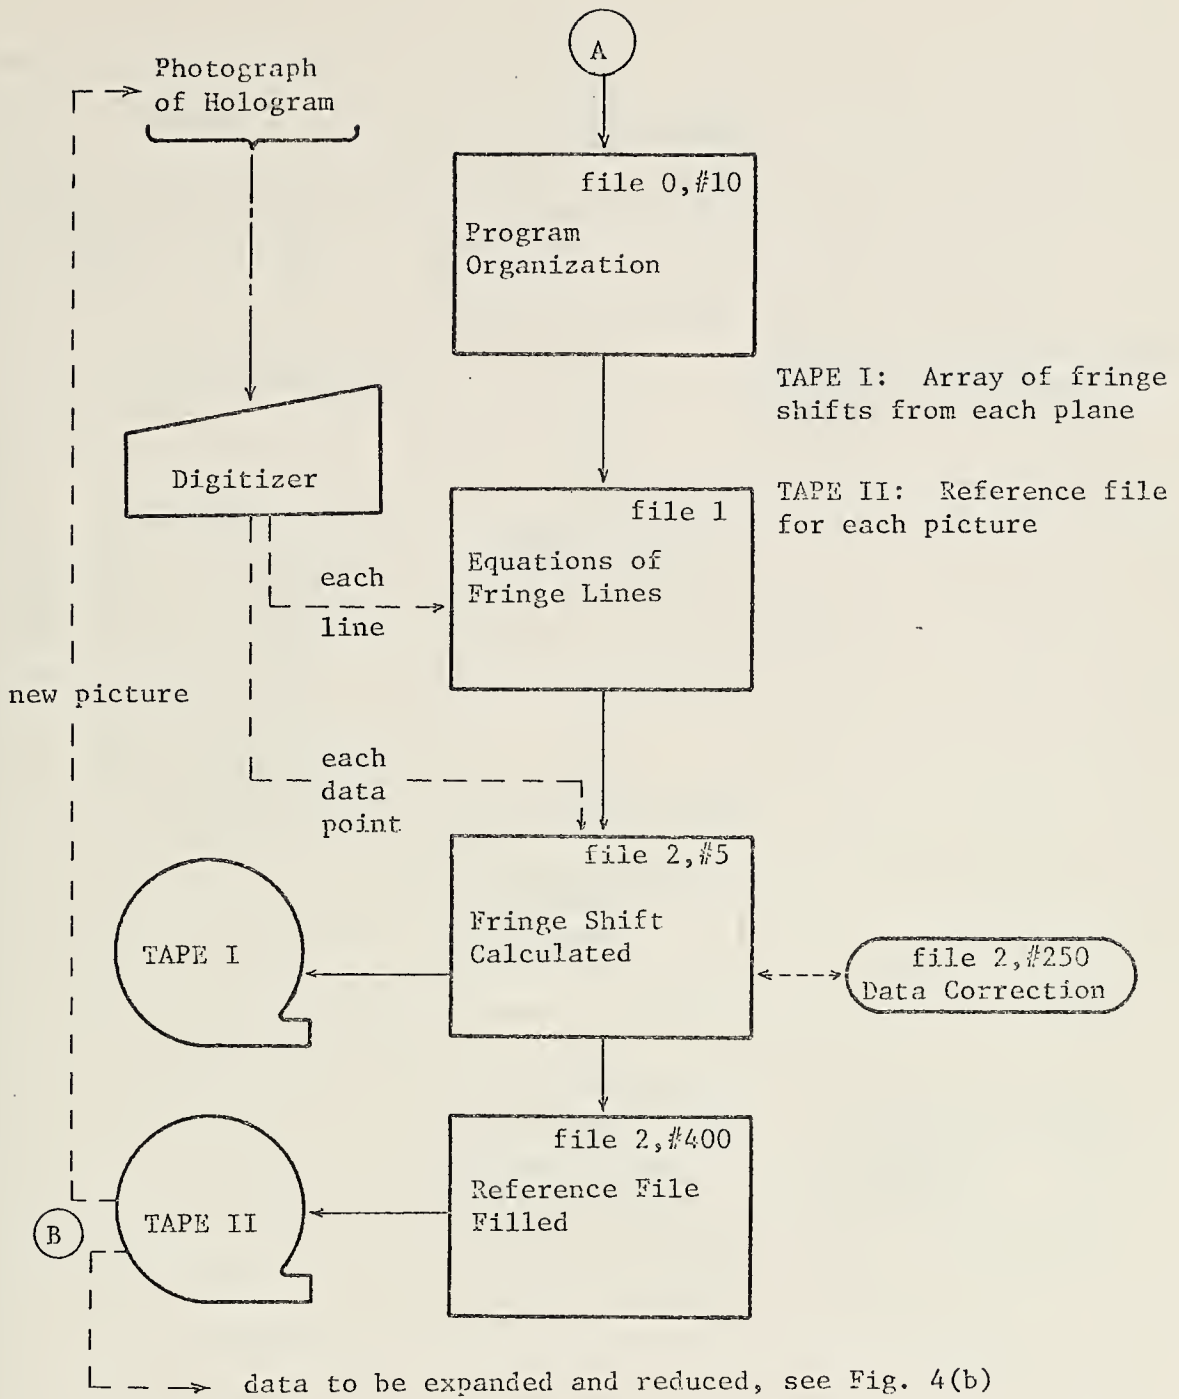 A
Photograph
of Hologram
file 0,#10
Program
Organization
TAPE I: Array of fringe
shifts from each plane
TAPE II: Reference file
for each picture
Digitizer
file 1
Equations of
Fringe Lines
each
line
new picture
each
data
point
file 2,#5
Fringe Shift
Calculated
TAPE I
file 2,#250
Data Correction
file 2,#400
Reference File
Filled
TAPE II
B
data to be expanded and reduced, see Fig. 4(b)